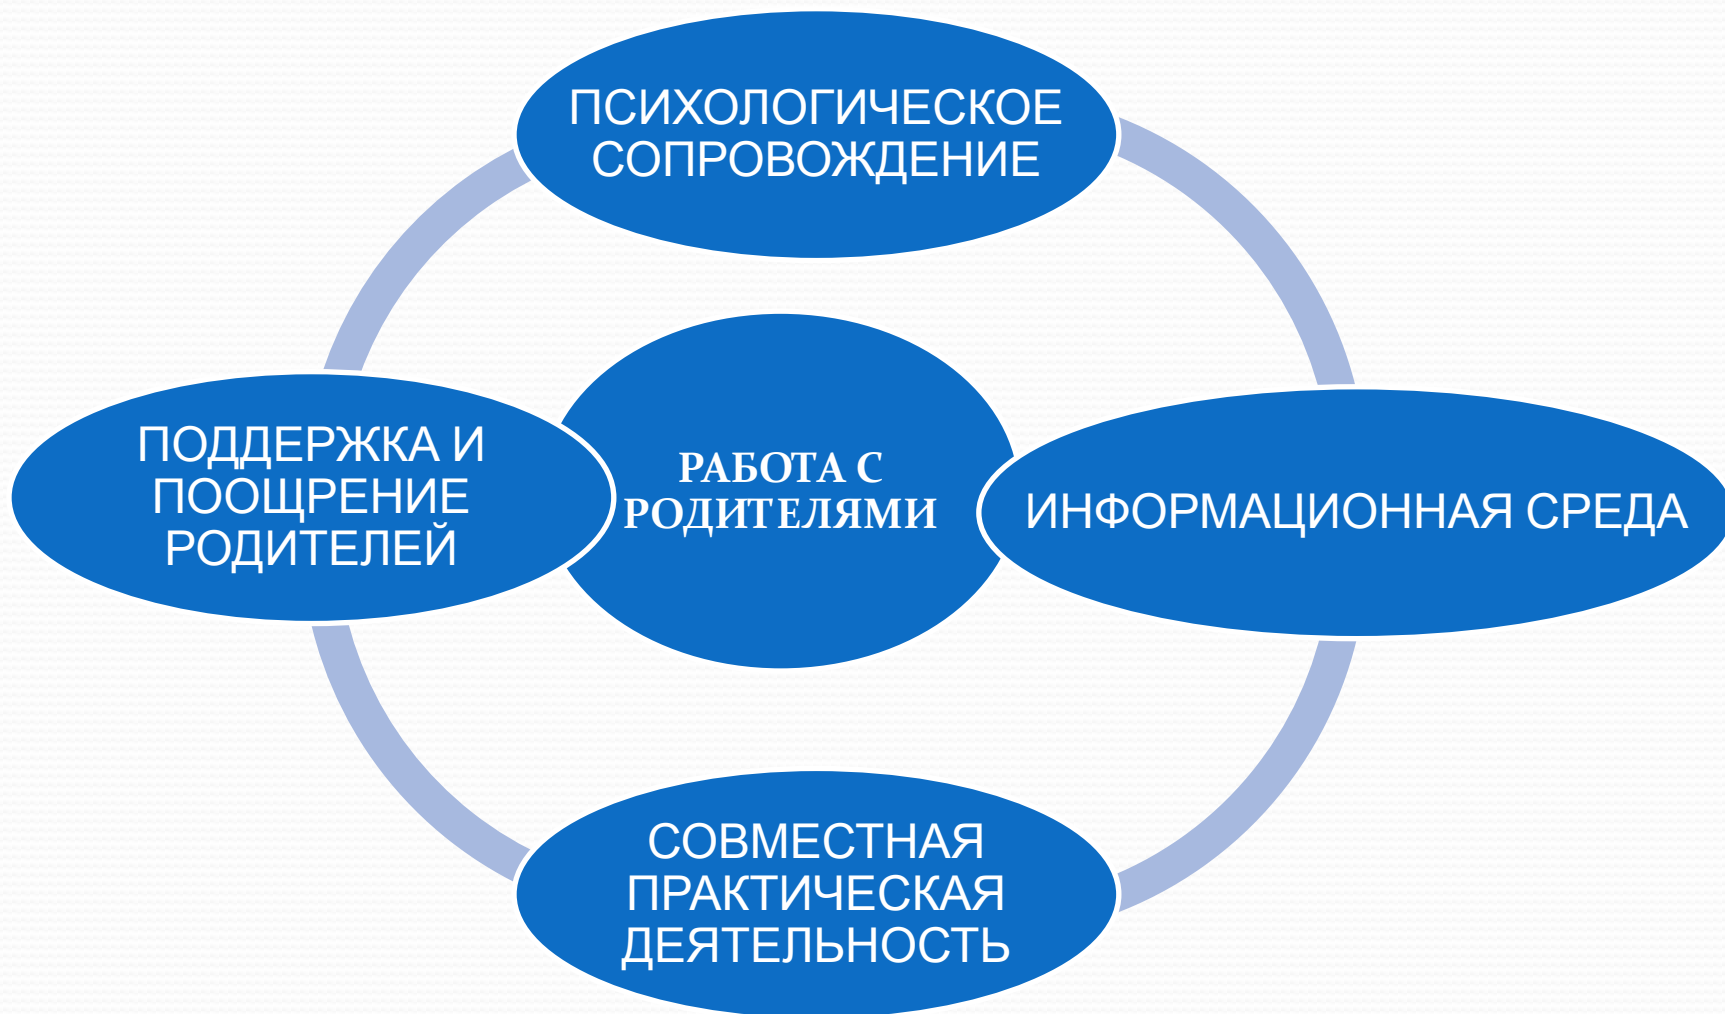 ПСИХОЛОГИЧЕСКОЕ
СОПРОВОЖДЕНИЕ
ПОДДЕРЖКА И
ПООЩРЕНИЕ
РОДИТЕЛЕЙ
РАБОТА С
РОДИТЕЛЯМИ
ИНФОРМАЦИОННАЯ СРЕДА
СОВМЕСТНАЯ
ПРАКТИЧЕСКАЯ
ДЕЯТЕЛЬНОСТЬ